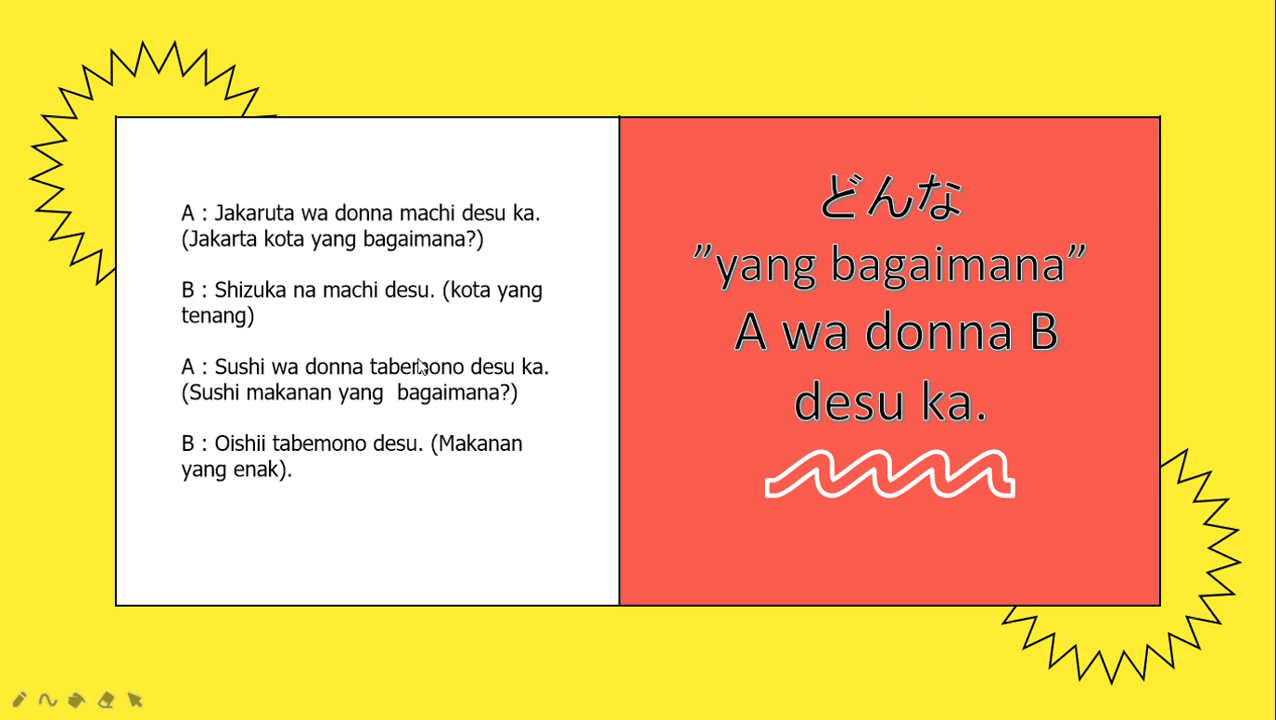 A : Jakaruta wa donna machi desu ka.
(Jakarta kota yang bagaimana?)
B : Shizuka na machi desu. (kota yang
tenang)
A : Sushi wa donna tabemono desu ka.
(Sushi makanan yang  bagaimana?)
B : Oishii tabemono desu. (Makanan
yang enak).
どんな
”yang bagaimana”
A wa donna B
desu ka.